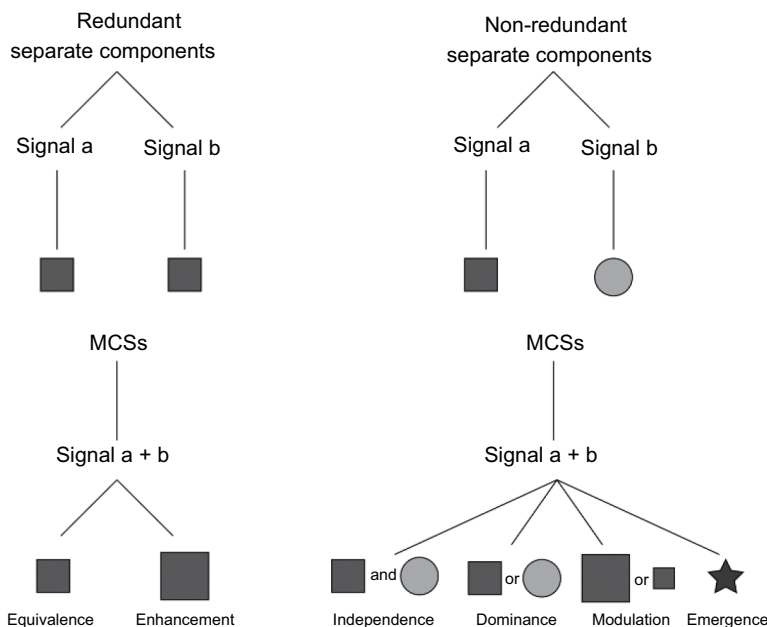 Redundant
separate components
Signal a
Signal b
MCSs
Signal a + b
Equivalence
Enhancement
Non-redundant
separate components
Signal a
Signal b
MCSs
Signal a + b
and
or
or
Independence
Dominance
Modulation
Emergence